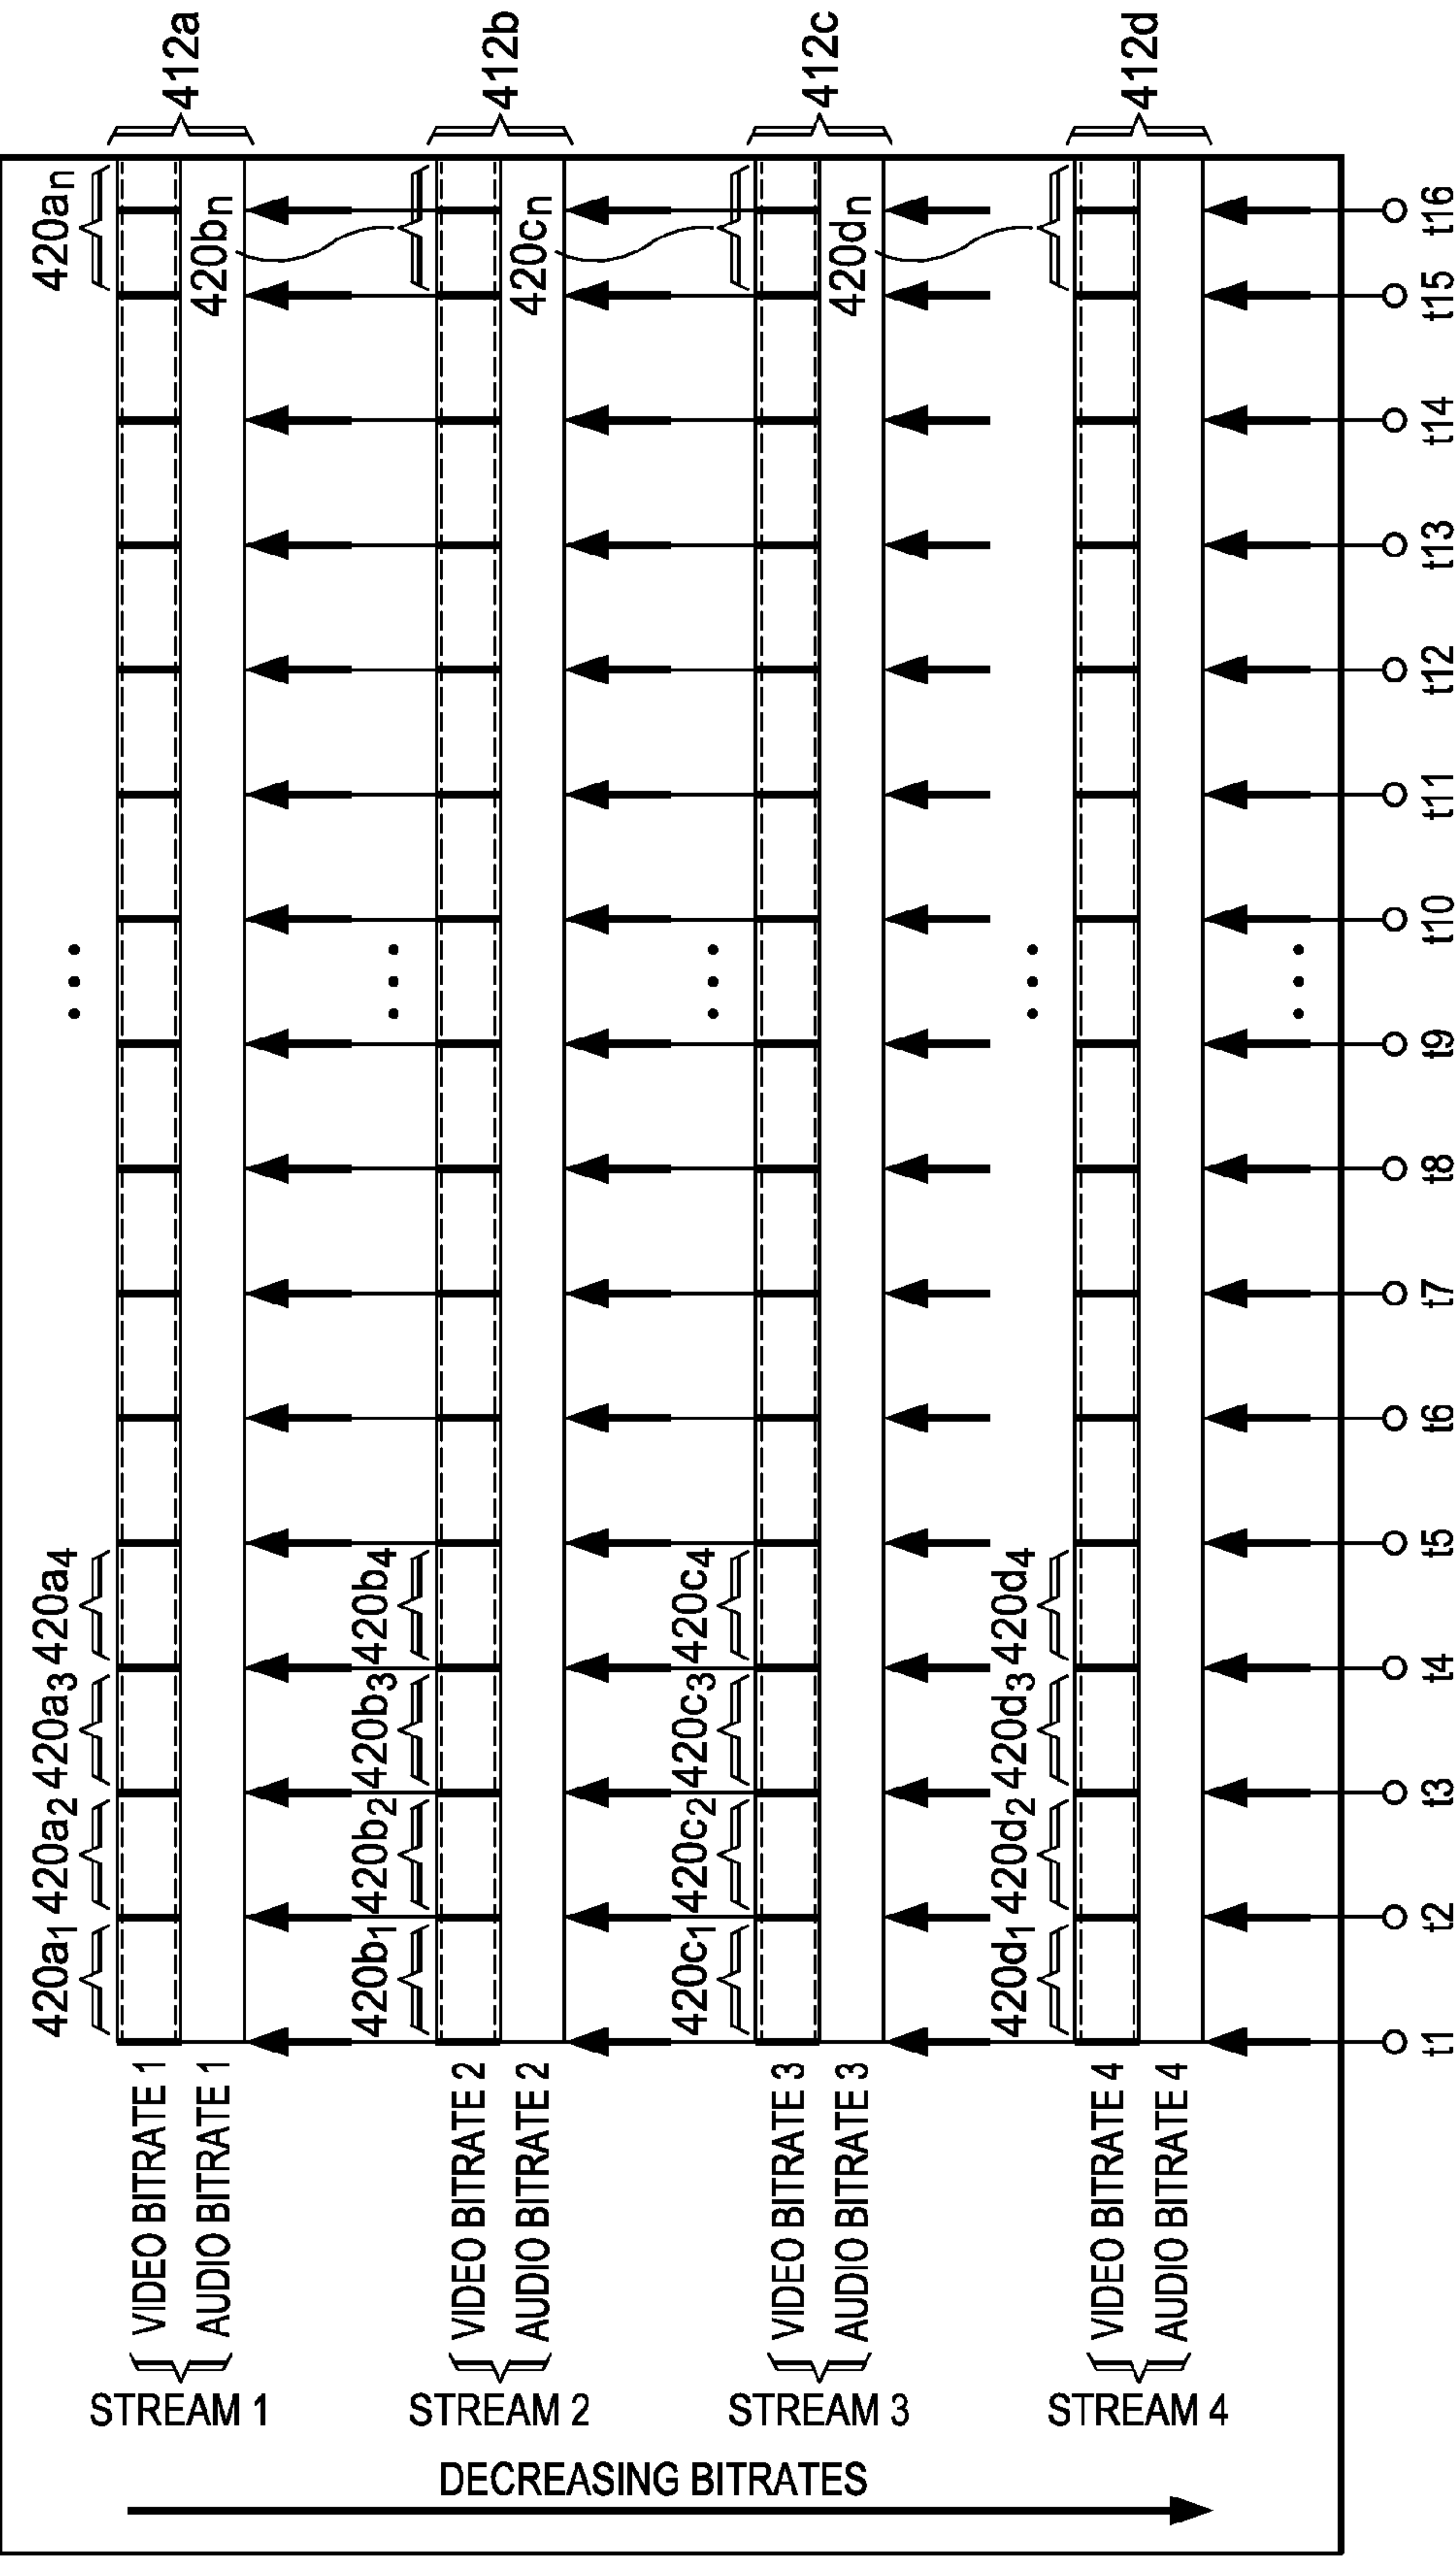 DECREASING BITRATES
STREAM 1
VIDEO BITRATE 1
AUDIO BITRATE 1
420a1
420a2
420a3
420a4
420an
412a
STREAM 2
VIDEO BITRATE 2
AUDIO BITRATE 2
420b1
420b2
420b3
420b4
420bn
412b
STREAM 3
VIDEO BITRATE 3
AUDIO BITRATE 3
420c1
420c2
420c3
420c4
420cn
412c
STREAM 4
VIDEO BITRATE 4
AUDIO BITRATE 4
420d1
420d2
420d3
420d4
420dn
412d
t1 t2 t3 t4 t5 t6 t7 t8 t9 t10 t11 t12 t13 t14 t15 t16